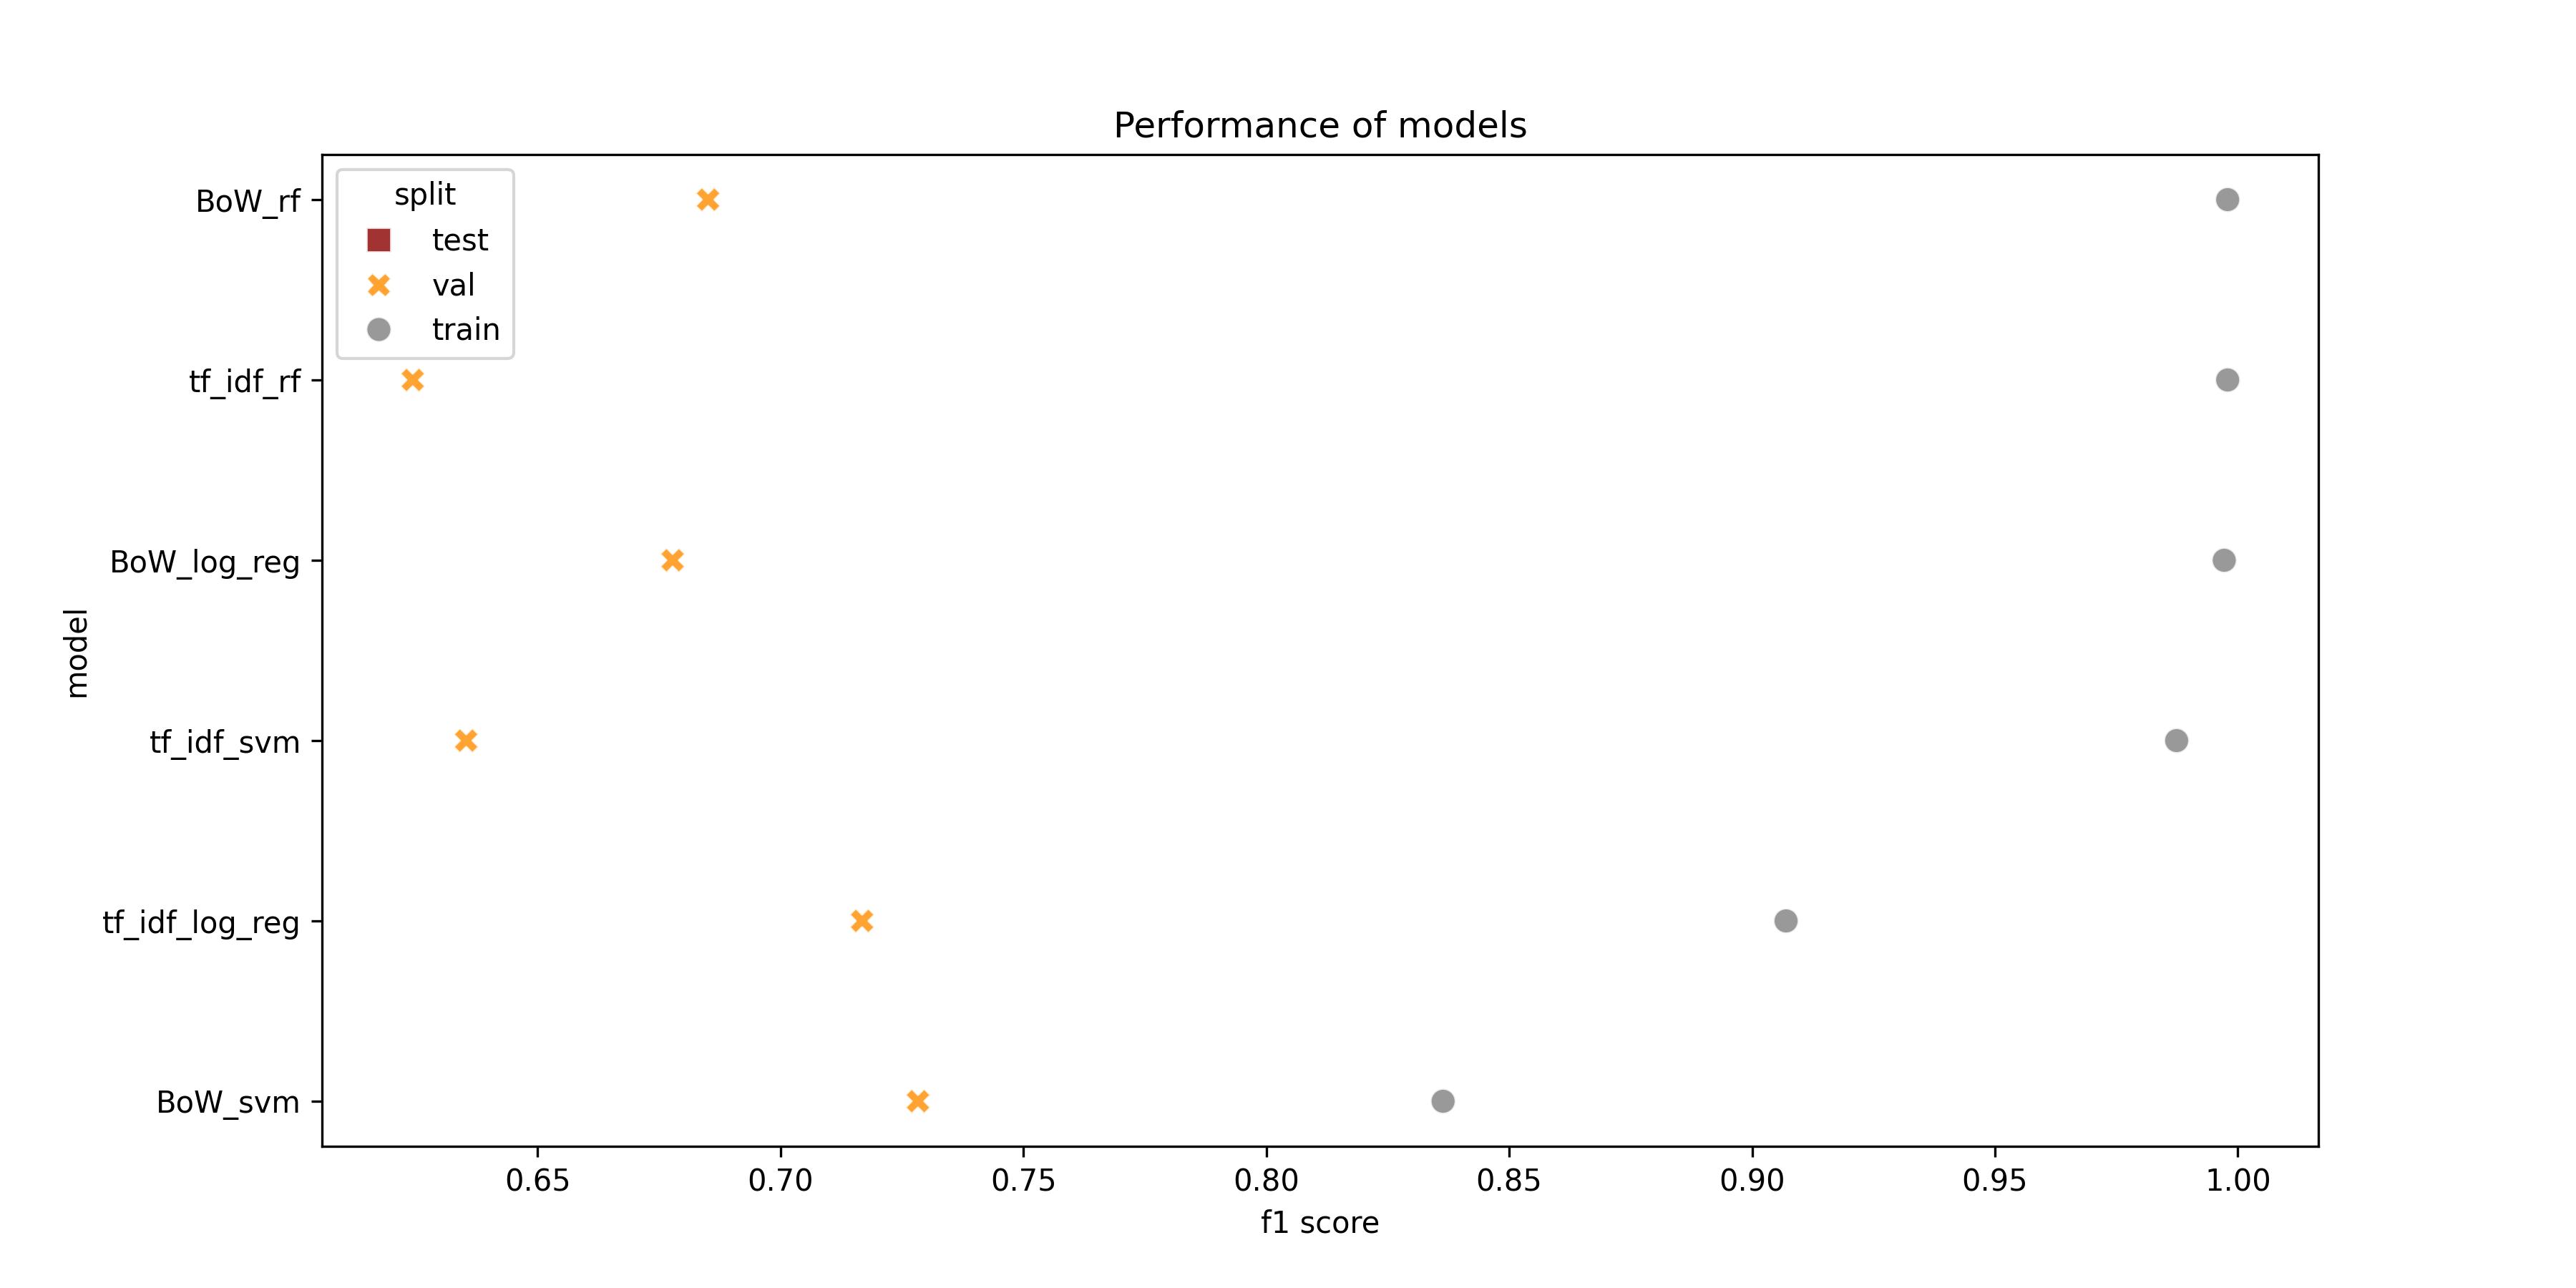 Performance of models
split
test
val
train
BoW_rf
tf_idf_rf
BoW_log_reg
tf_idf_svm
tf_idf_log_reg
BoW_svm
model
0.65 0.70 0.75 0.80 0.85 0.90 0.95 1.00
f1 score